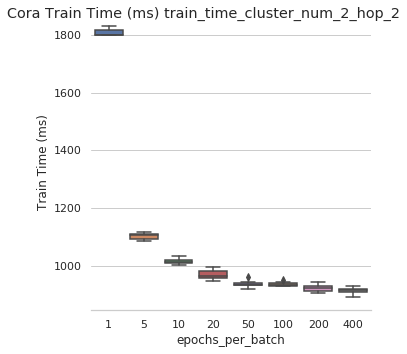 Cora Train Time (ms) train_time_cluster_num_2_hop_2
1800
1600
1400
1200
1000
Train Time (ms)
1 5 10 20 50 100 200 400
epochs_per_batch